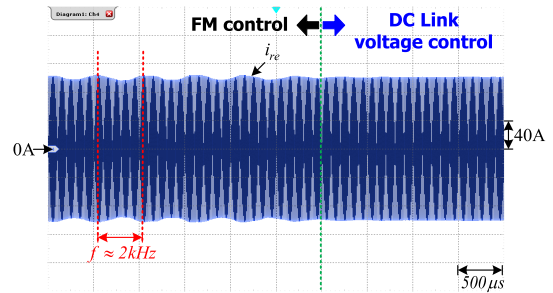 Diagram1: Ch4
FM control
DC Link
voltage control
i_re
0A
40A
f ≈ 2kHz
500μs